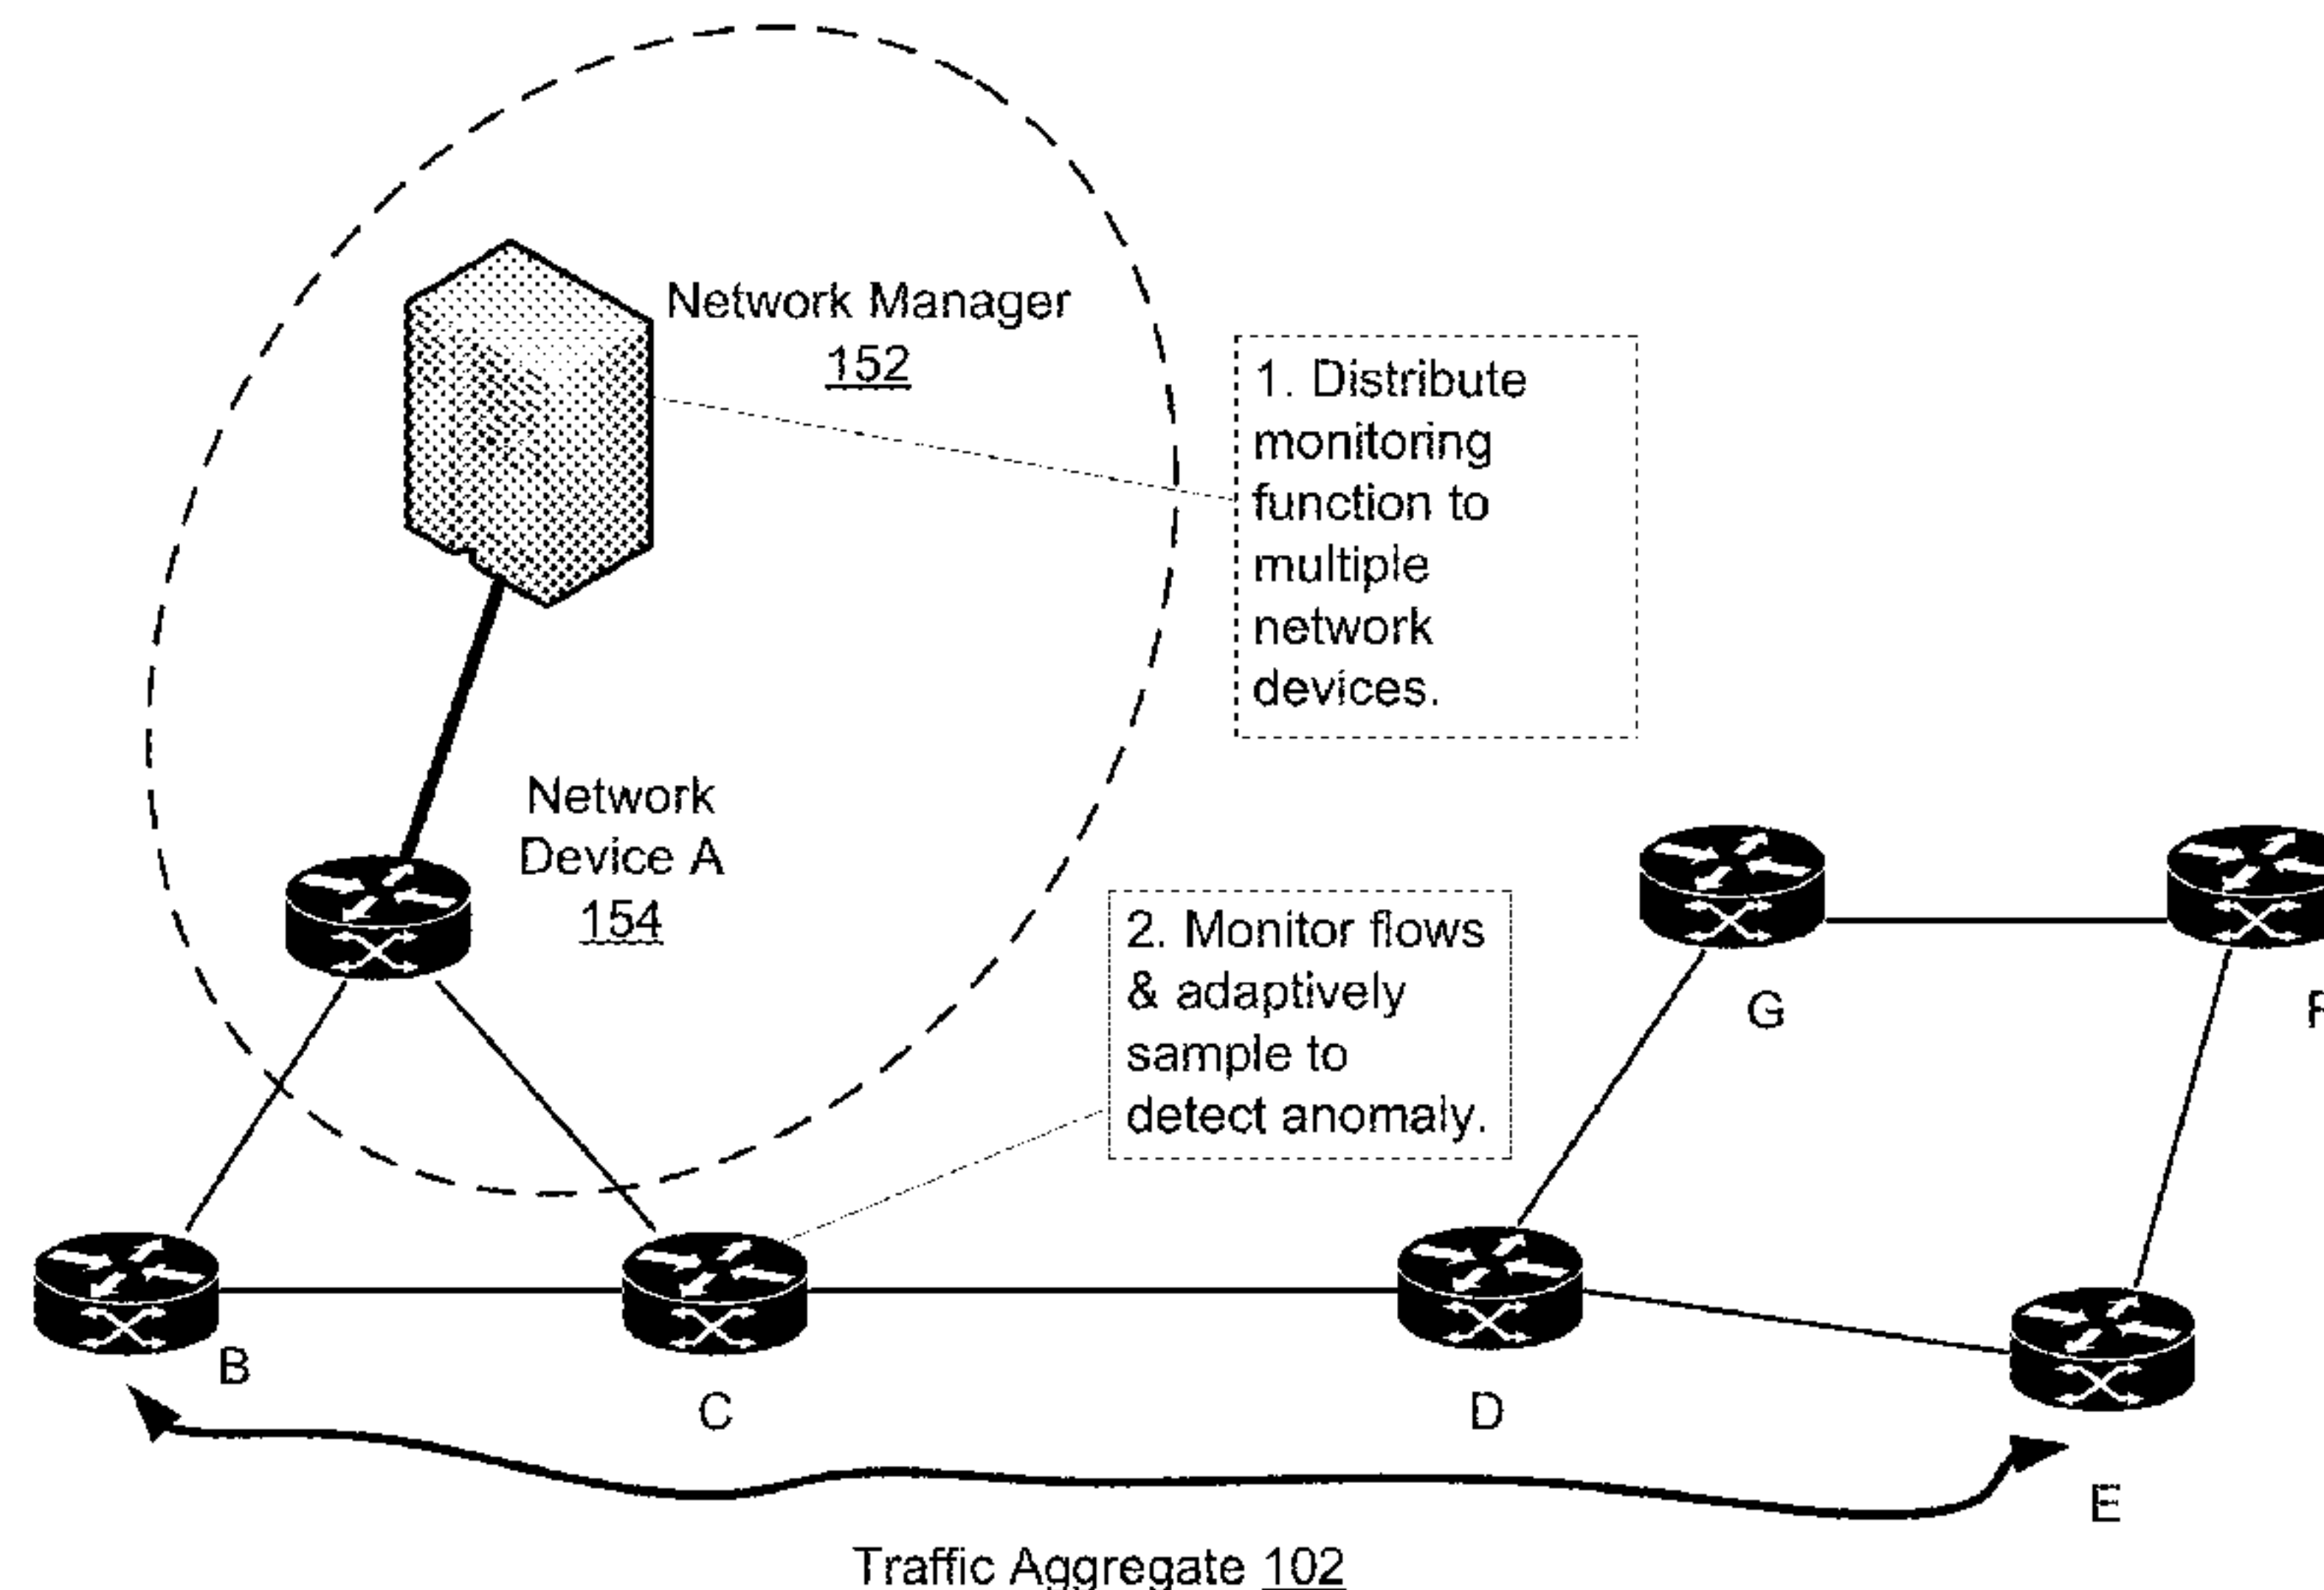 Network Manager
152
1. Distribute
monitoring
function to
multiple
network
devices.
Network
Device A
154
2. Monitor flows
& adaptively
sample to
detect anomaly.
G
B
C
D
E
Traffic Aggregate 102